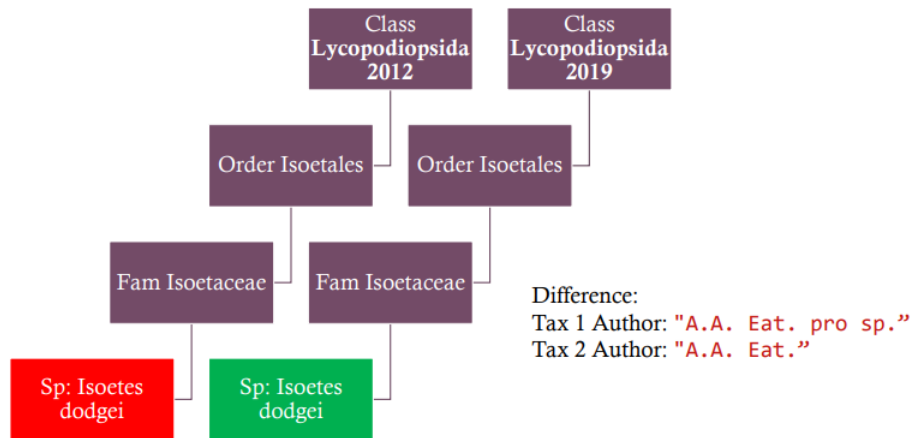 Class
Lycopodiopsida
2012
Class
Lycopodiopsida
2019
Order Isoetales
Order Isoetales
Fam Isoetaceae
Fam Isoetaceae
Difference:
Tax 1 Author: "A.A. Eat. pro sp.”
Tax 2 Author: "A.A. Eat.”
Sp: Isoetes
dodgei
Sp: Isoetes
dodgei